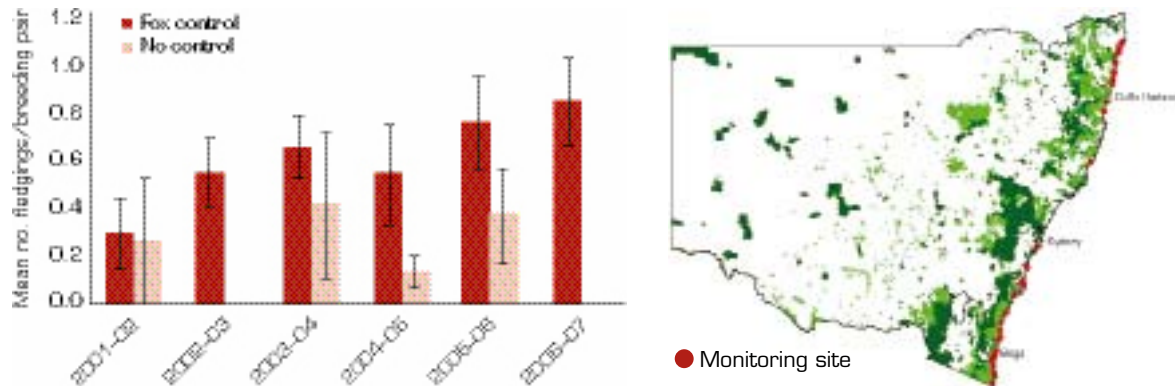 1.2
1.0
0.8
0.6
0.4
0.2
0.0
Mean no. fledgings/breeding pair
Fox control
No control
2001-02
2002-03
2003-04
2004-05
2005-06
2006-07
Coffs Harbour
Sydney
Bega
Monitoring site